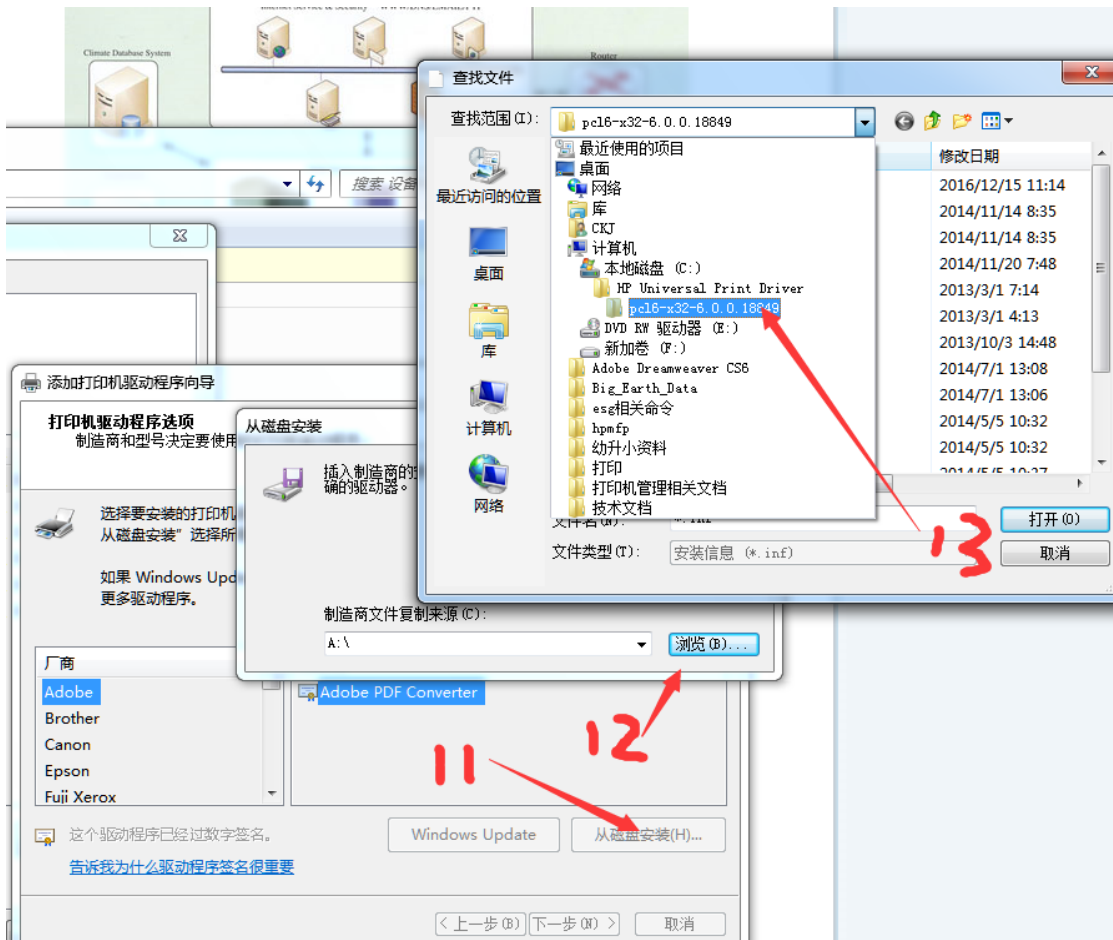 Climate Database System
Router
查找文件
查找范围(I):
pcl6-x32-6.0.0.18849
最近使用的项目
桌面
网络
库
CKJ
计算机
本地磁盘 (C:)
HP Universal Print Driver
pcl6-x32-6.0.0.18849
DVD RW 驱动器 (E:)
新加卷 (F:)
Adobe Dreamweaver CS6
Big_Earth_Data
esg相关命令
hpmfp
幼升小资料
打印
打印机管理相关文档
技术文档
最近访问的位置
桌面
库
计算机
网络
修改日期
2016/12/15 11:14
2014/11/14 8:35
2014/11/14 8:35
2014/11/20 7:48
2013/3/1 7:14
2013/3/1 4:13
2013/10/3 14:48
2014/7/1 13:08
2014/7/1 13:06
2014/5/5 10:32
2014/5/5 10:32
文件名(N):
*.inf
打开(O)
文件类型(T):
安装信息 (*.inf)
取消
13
搜索 设备
添加打印机驱动程序向导
打印机驱动程序选项
制造商和型号决定要使用
选择要安装的打印机
从磁盘安装”选择所
如果 Windows Upd
更多驱动程序。
从磁盘安装
插入制造商的
确的驱动器。
制造商文件复制来源(C):
A:\
浏览(B)...
12
厂商
Adobe
Brother
Canon
Epson
Fuji Xerox
Adobe PDF Converter
11
这个驱动程序已经过数字签名。
告诉我为什么驱动程序签名很重要
Windows Update
从磁盘安装(H)...
< 上一步(B)
下一步(N) >
取消